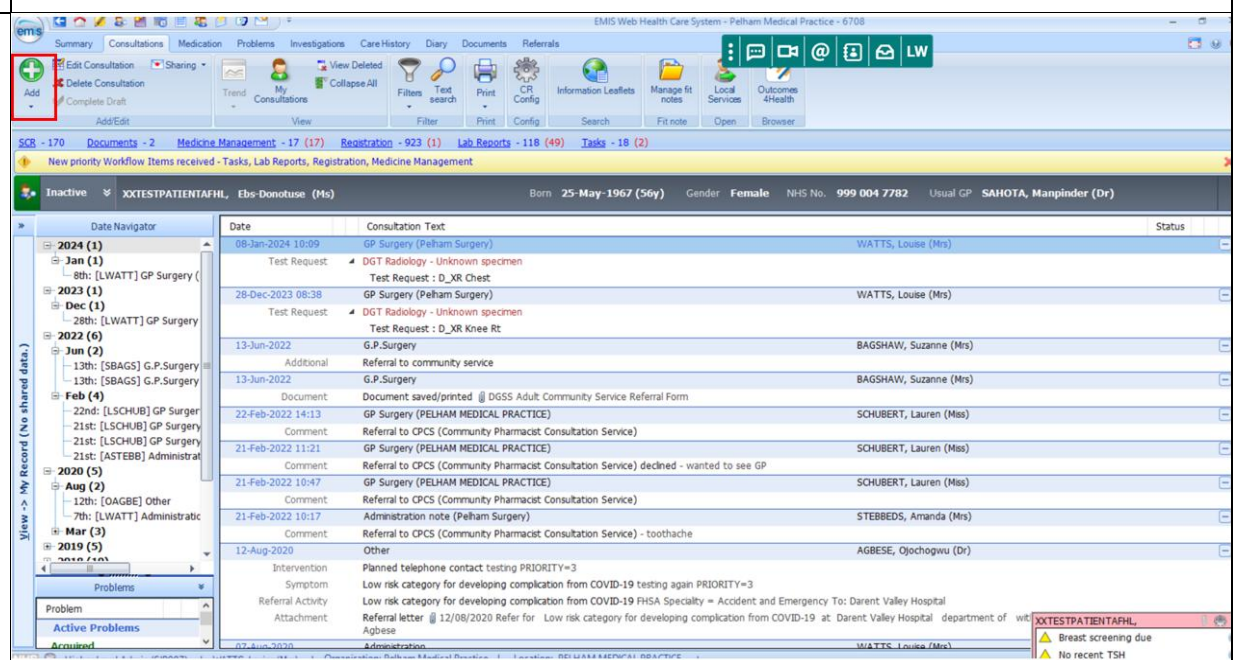 emis
EMIS Web Health Care System - Pelham Medical Practice - 6708
Summary Consultations Medication Problems Investigations Care History Diary Documents Referrals
@ LW
Add
Edit Consultation Sharing
Delete Consultation
Complete Draft
Add/Edit
Trend
My Consultations
View Deleted
Collapse All
View
Filters
Text search
Filter
Print
Print
CR Config
Config
Information Leaflets
Search
Manage fit notes
Fit note
Local Services
Open
Outcomes 4Health
Browser
SCR - 170 Documents - 2 Medicine Management - 17 (17) Registration - 923 (1) Lab Reports - 118 (49) Tasks - 18 (2)
New priority Workflow Items received - Tasks, Lab Reports, Registration, Medicine Management
Inactive XXTESTPATIENTAFHL, Ebs-Donotuse (Ms) Born 25-May-1967 (56y) Gender Female NHS No. 999 004 7782 Usual GP SAHOTA, Manpinder (Dr)
View -> My Record (No shared data.)
Date Navigator
2024 (1)
Jan (1)
8th: [LWATT] GP Surgery (
2023 (1)
Dec (1)
28th: [LWATT] GP Surgery
2022 (6)
Jun (2)
13th: [SBAGS] G.P.Surgery
13th: [SBAGS] G.P.Surgery
Feb (4)
22nd: [LSCHUB] GP Surger
21st: [LSCHUB] GP Surgery
21st: [LSCHUB] GP Surgery
21st: [ASTEBB] Administrat
2020 (5)
Aug (2)
12th: [OAGBE] Other
7th: [LWATT] Administratic
Mar (3)
2019 (5)
2018 (10)
Problems
Problem
Active Problems
Acquired
Date Consultation Text Status
08-Jan-2024 10:09 GP Surgery (Pelham Surgery) WATTS, Louise (Mrs)
Test Request DGT Radiology - Unknown specimen
Test Request : D_XR Chest
28-Dec-2023 08:38 GP Surgery (Pelham Surgery) WATTS, Louise (Mrs)
Test Request DGT Radiology - Unknown specimen
Test Request : D_XR Knee Rt
13-Jun-2022 G.P.Surgery BAGSHAW, Suzanne (Mrs)
Additional Referral to community service
13-Jun-2022 G.P.Surgery BAGSHAW, Suzanne (Mrs)
Document Document saved/printed DGSS Adult Community Service Referral Form
22-Feb-2022 14:13 GP Surgery (PELHAM MEDICAL PRACTICE) SCHUBERT, Lauren (Miss)
Comment Referral to CPCS (Community Pharmacist Consultation Service)
21-Feb-2022 11:21 GP Surgery (PELHAM MEDICAL PRACTICE) SCHUBERT, Lauren (Miss)
Comment Referral to CPCS (Community Pharmacist Consultation Service) declined - wanted to see GP
21-Feb-2022 10:47 GP Surgery (PELHAM MEDICAL PRACTICE) SCHUBERT, Lauren (Miss)
Comment Referral to CPCS (Community Pharmacist Consultation Service)
21-Feb-2022 10:17 Administration note (Pelham Surgery) STEBBEDS, Amanda (Mrs)
Comment Referral to CPCS (Community Pharmacist Consultation Service) - toothache
12-Aug-2020 Other AGBESE, Ojochogwu (Dr)
Intervention Planned telephone contact testing PRIORITY=3
Symptom Low risk category for developing complication from COVID-19 testing again PRIORITY=3
Referral Activity Low risk category for developing complication from COVID-19 FHSA Speciality = Accident and Emergency To: Darent Valley Hospital
Attachment Referral letter 12/08/2020 Refer for Low risk category for developing complication from COVID-19 at Darent Valley Hospital department of wit
Agbese
07-Aug-2020 Administration WATTS, Louise (Mrs)
XXTESTPATIENTAFHL,
Breast screening due
No recent TSH
Organisation: Pelham Medical Practice Location: PELHAM MEDICAL PRACTICE